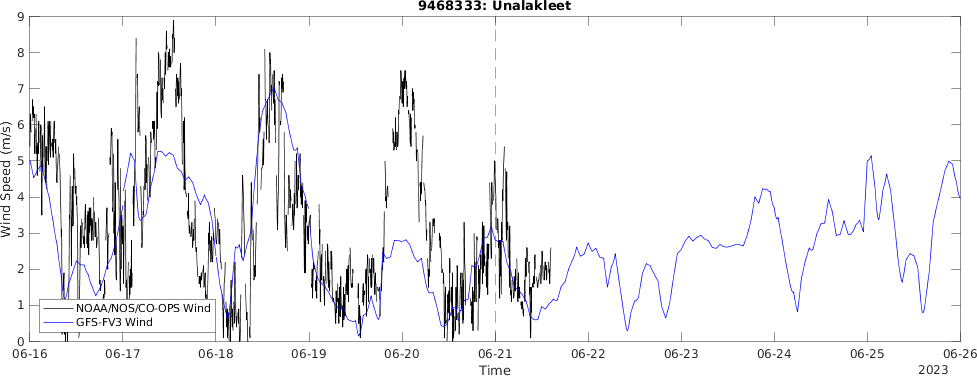 9468333: Unalakleet
Wind Speed (m/s)
9
8
7
6
5
4
3
2
1
0
NOAA/NOS/CO-OPS Wind
GFS-FV3 Wind
06-16 06-17 06-18 06-19 06-20 06-21 06-22 06-23 06-24 06-25 06-26
Time
2023